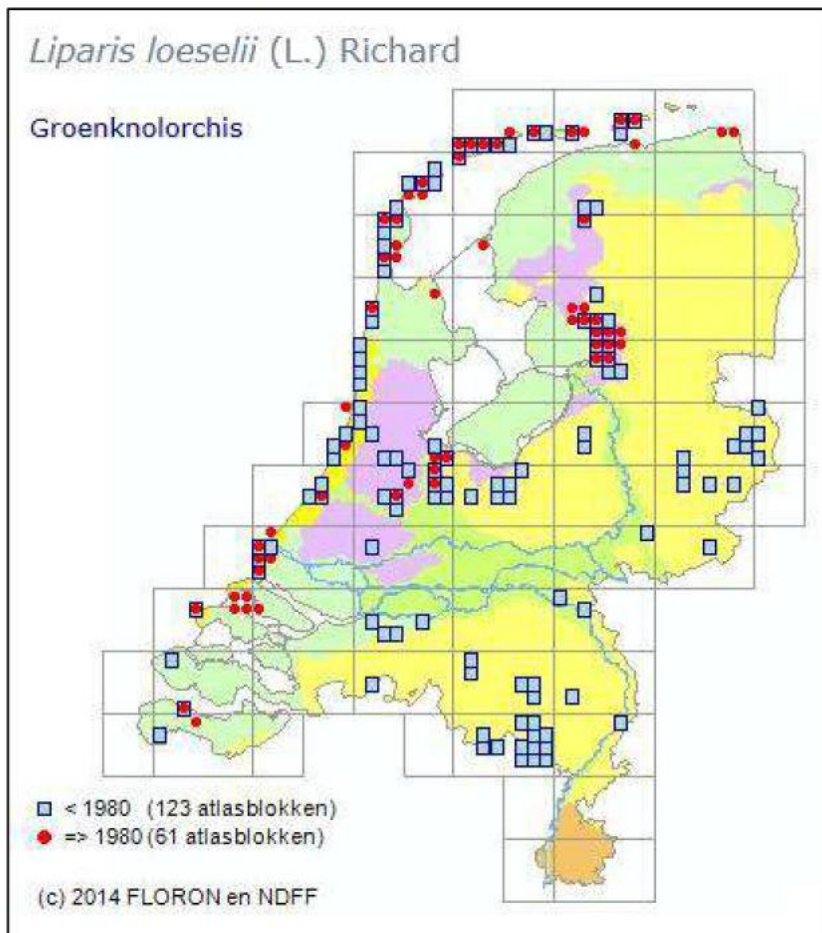 Liparis loeselii (L.) Richard
Groenknolorchis
< 1980 (123 atlasblokken)
=> 1980 (61 atlasblokken)
(c) 2014 FLORON en NDFF